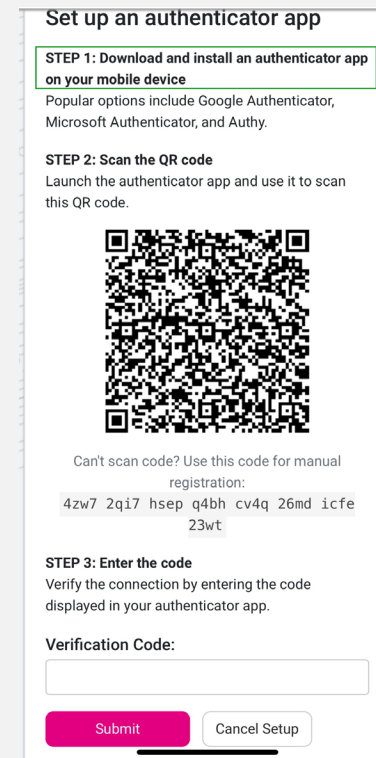 Set up an authenticator app
STEP 1: Download and install an authenticator app
on your mobile device
Popular options include Google Authenticator,
Microsoft Authenticator, and Authy.
STEP 2: Scan the QR code
Launch the authenticator app and use it to scan
this QR code.
Can't scan code? Use this code for manual
registration:
4zw7 2qi7 hsep q4bh cv4q 26md icfe
23wt
STEP 3: Enter the code
Verify the connection by entering the code
displayed in your authenticator app.
Verification Code:
Submit
Cancel Setup